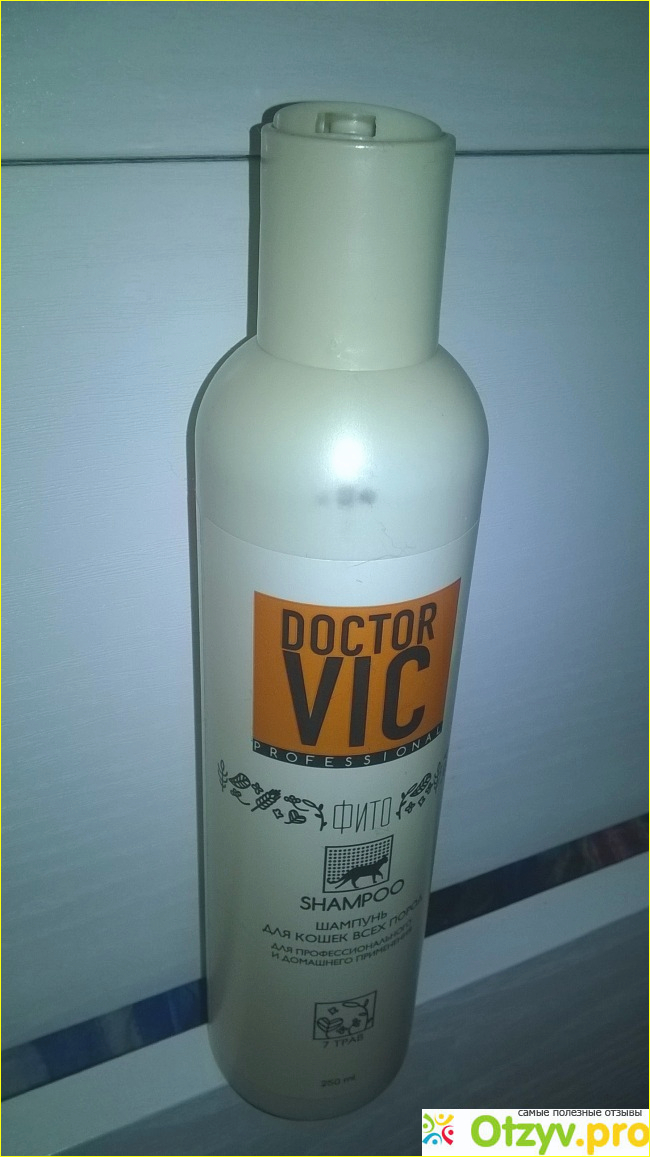 DOCTOR
VIC
PROFESSIONAL
ФИТО
SHAMPOO
ШАМПУНЬ
ДЛЯ КОШЕК ВСЕХ ПОРОД
ДЛЯ ПРОФЕССИОНАЛЬНОГО
И ДОМАШНЕГО ПРИМЕНЕНИЯ
7 ТРАВ
250 ml
самые полезные отзывы
Otzyv.pro